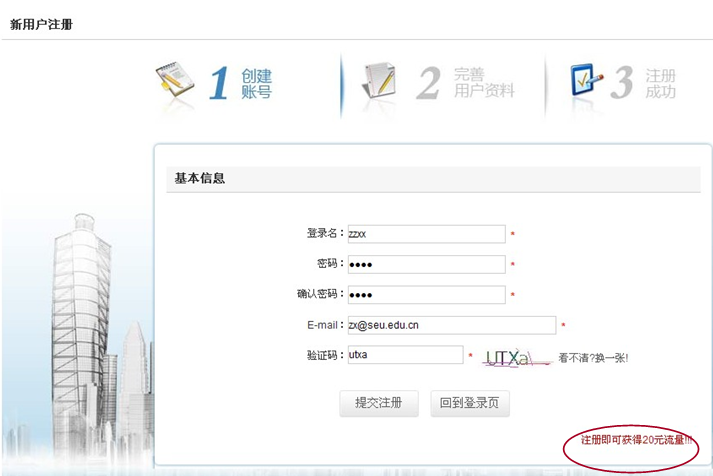 新用户注册
1 创建
账号
2 完善
用户资料
3 注册
成功
基本信息
登录名：zzxx *
密码：●●●● *
确认密码：●●●● *
E-mail：zx@seu.edu.cn *
验证码：utxa * UTXa 看不清?换一张!
提交注册 回到登录页
注册即可获得20元流量!!!